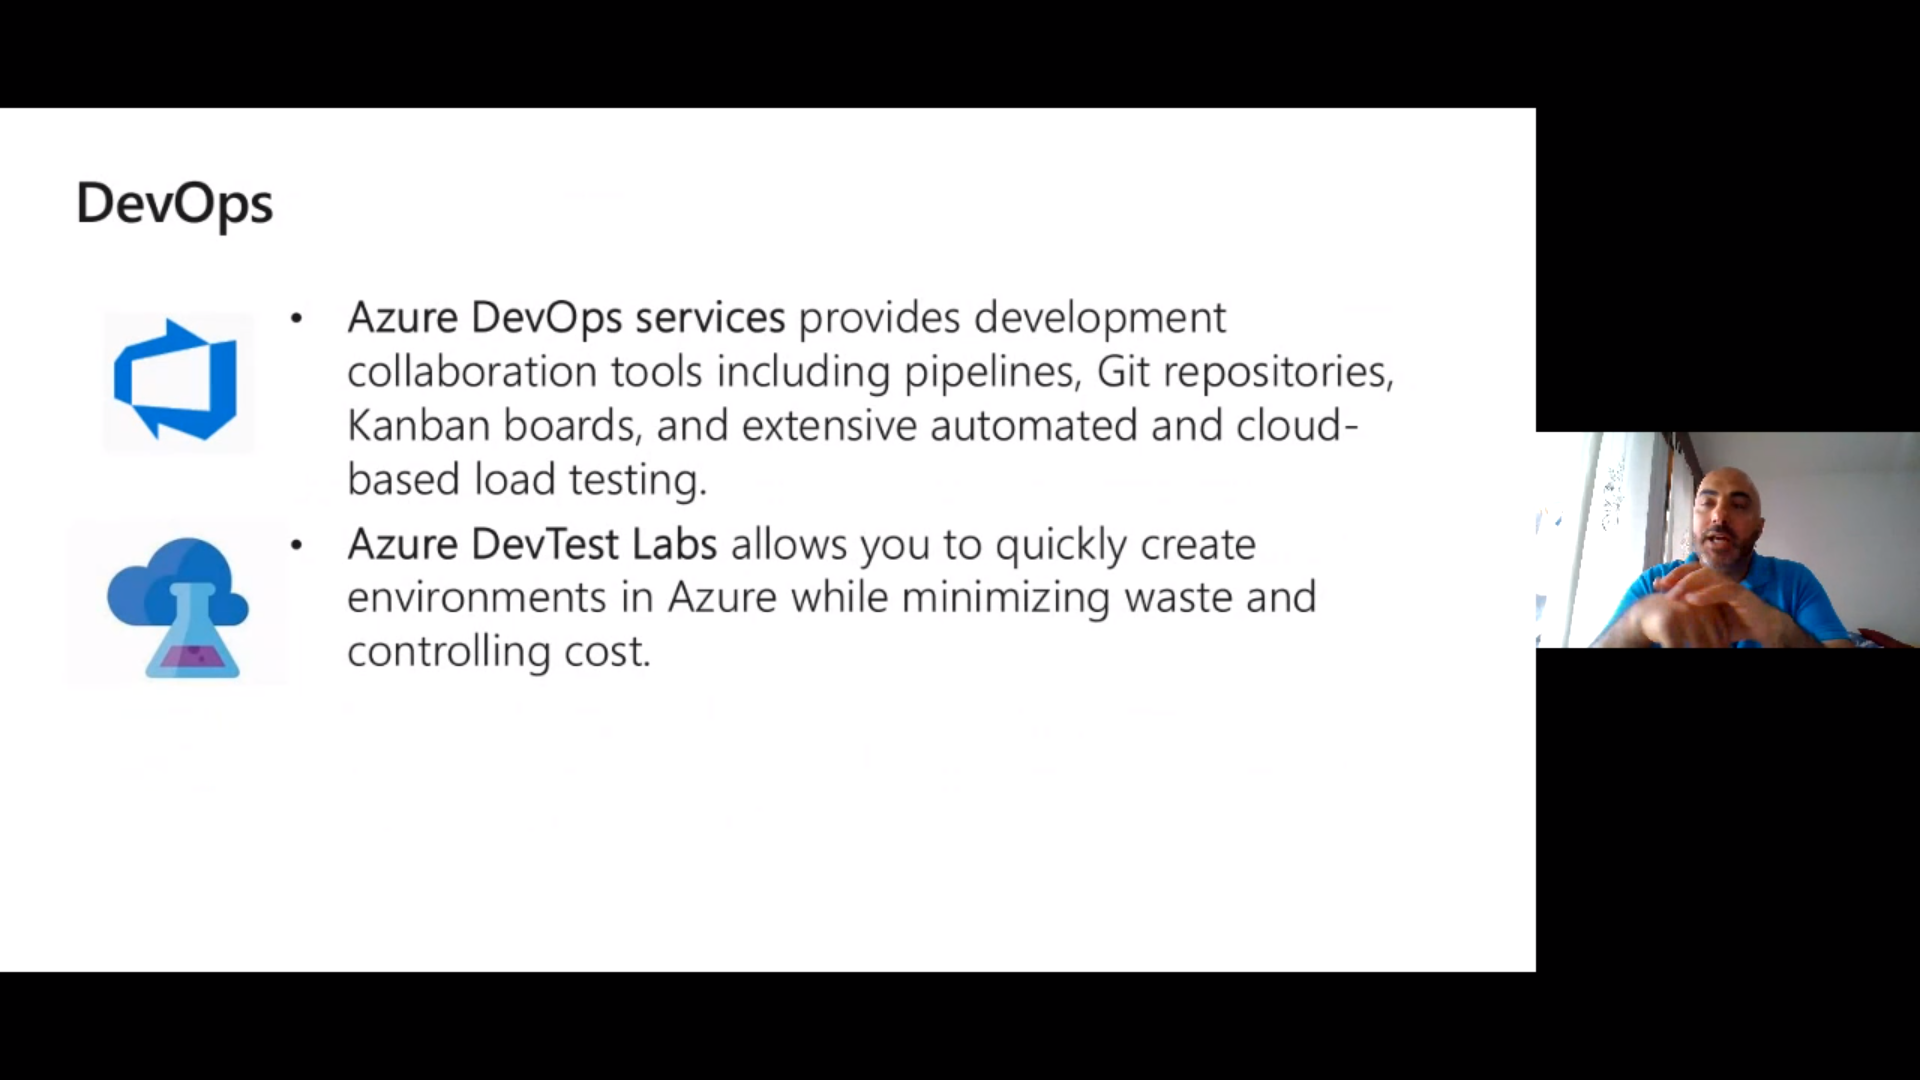 DevOps
• Azure DevOps services provides development
collaboration tools including pipelines, Git repositories,
Kanban boards, and extensive automated and cloud-
based load testing.
• Azure DevTest Labs allows you to quickly create
environments in Azure while minimizing waste and
controlling cost.